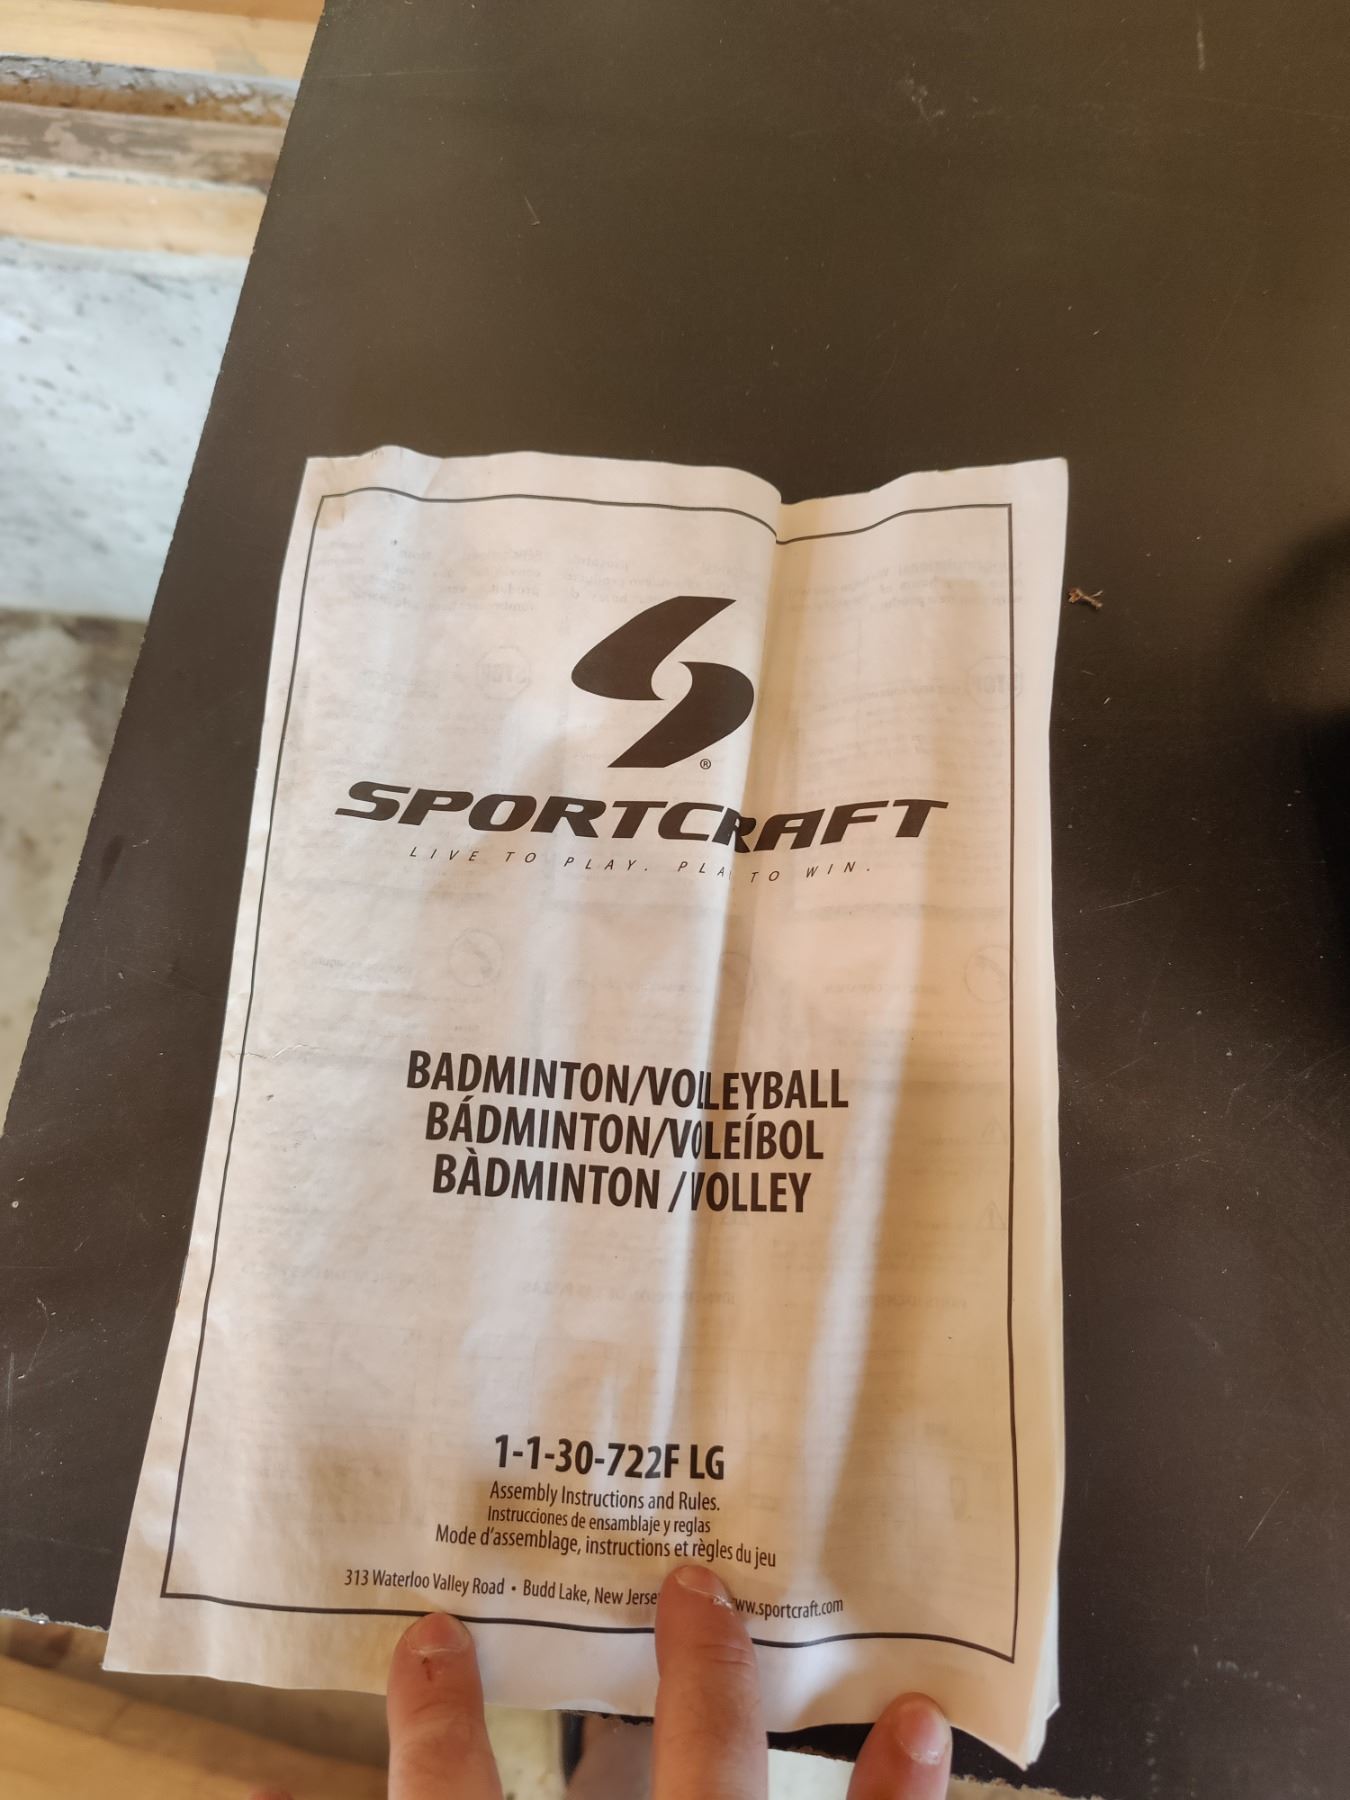 ®
SPORTCRAFT
LIVE TO PLAY. PLA TO WIN.
BADMINTON/VOLLEYBALL
BÁDMINTON/VOLEÍBOL
BÀDMINTON /VOLLEY
1-1-30-722F LG
Assembly Instructions and Rules.
Instrucciones de ensamblaje y reglas
Mode d'assemblage, instructions et règles du jeu
313 Waterloo Valley Road • Budd Lake, New Jerse www.sportcraft.com